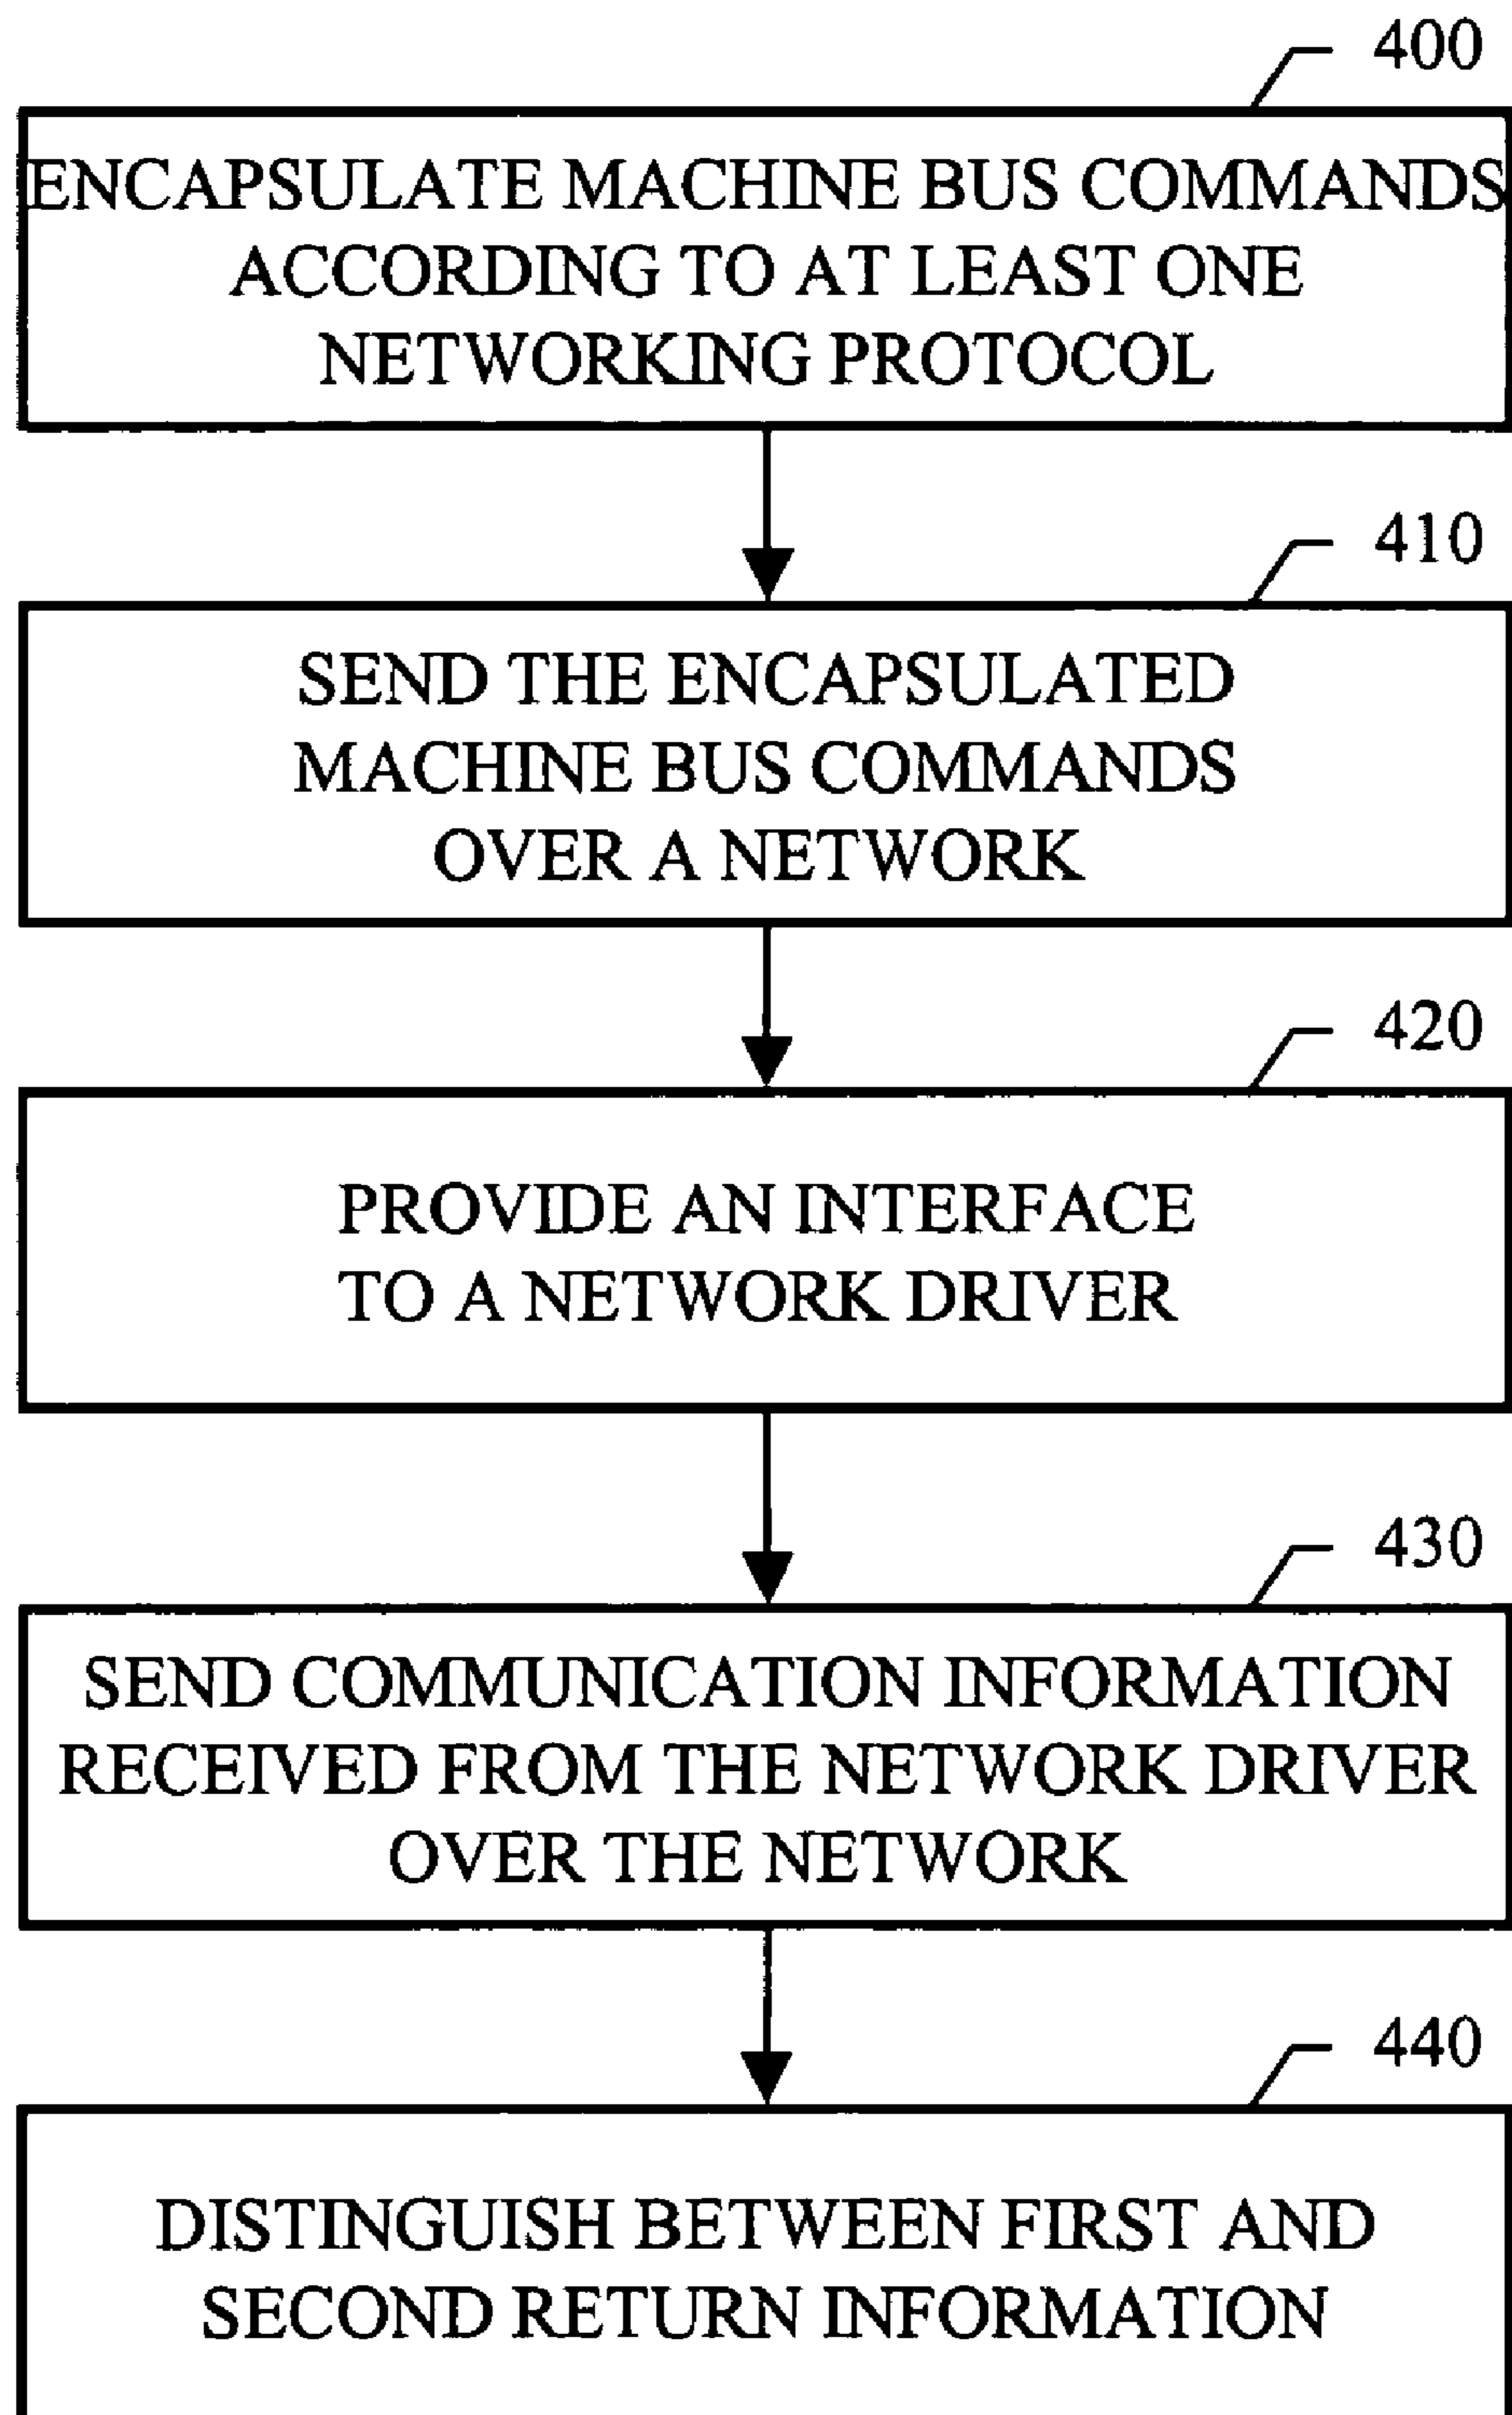 400
ENCAPSULATE MACHINE BUS COMMANDS
ACCORDING TO AT LEAST ONE
NETWORKING PROTOCOL
410
SEND THE ENCAPSULATED
MACHINE BUS COMMANDS
OVER A NETWORK
420
PROVIDE AN INTERFACE
TO A NETWORK DRIVER
430
SEND COMMUNICATION INFORMATION
RECEIVED FROM THE NETWORK DRIVER
OVER THE NETWORK
440
DISTINGUISH BETWEEN FIRST AND
SECOND RETURN INFORMATION